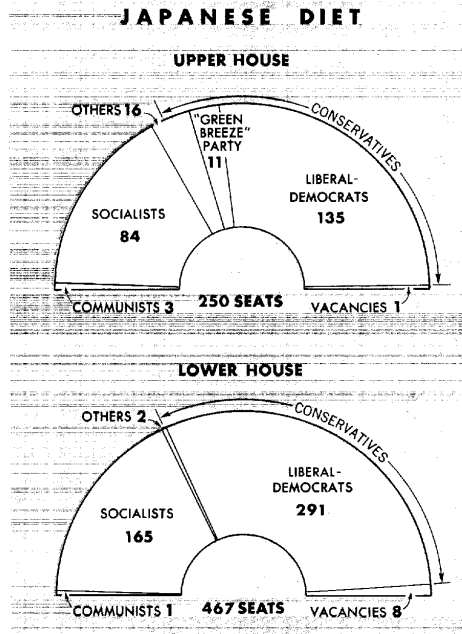 JAPANESE DIET
UPPER HOUSE
OTHERS 16
"GREEN
BREEZE"
PARTY
11
CONSERVATIVES
LIBERAL-
DEMOCRATS
135
SOCIALISTS
84
COMMUNISTS 3
250 SEATS
VACANCIES 1
LOWER HOUSE
OTHERS 2
CONSERVATIVES
LIBERAL-
DEMOCRATS
291
SOCIALISTS
165
COMMUNISTS 1
467 SEATS
VACANCIES 8